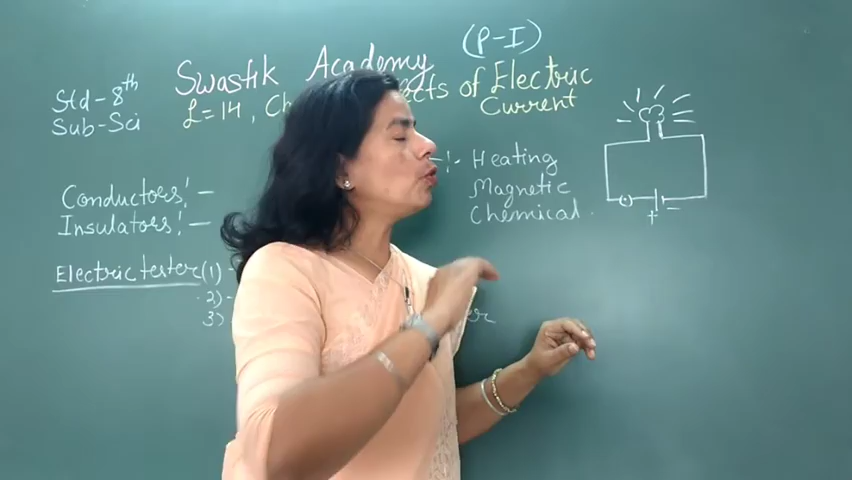 (P-I)
Std-8th
Swastik Academy
Sub-Sci
L=14, Ch ects of Electric Current
Conductors:-
Insulators:-
Electric tester (1)
2)
3)
-:- Heating
Magnetic
Chemical.
+ -